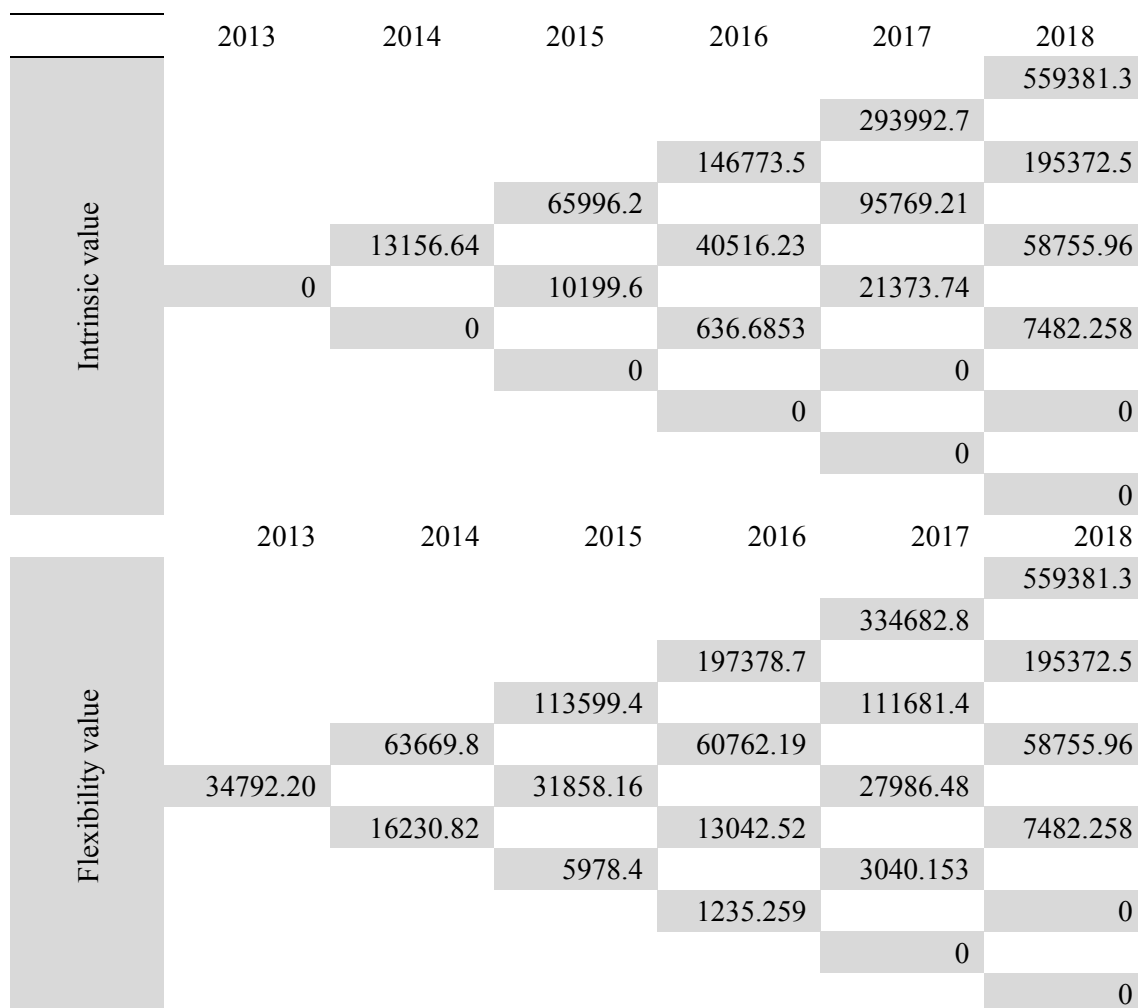 2013 2014 2015 2016 2017 2018
559381.3
293992.7
146773.5 195372.5
65996.2 95769.21
13156.64 40516.23 58755.96
0 10199.6 21373.74
0 636.6853 7482.258
0 0
0 0
0
0
Intrinsic value
2013 2014 2015 2016 2017 2018
559381.3
334682.8
197378.7 195372.5
113599.4 111681.4
63669.8 60762.19 58755.96
34792.20 31858.16 27986.48
16230.82 13042.52 7482.258
5978.4 3040.153
1235.259 0
0
0
Flexibility value